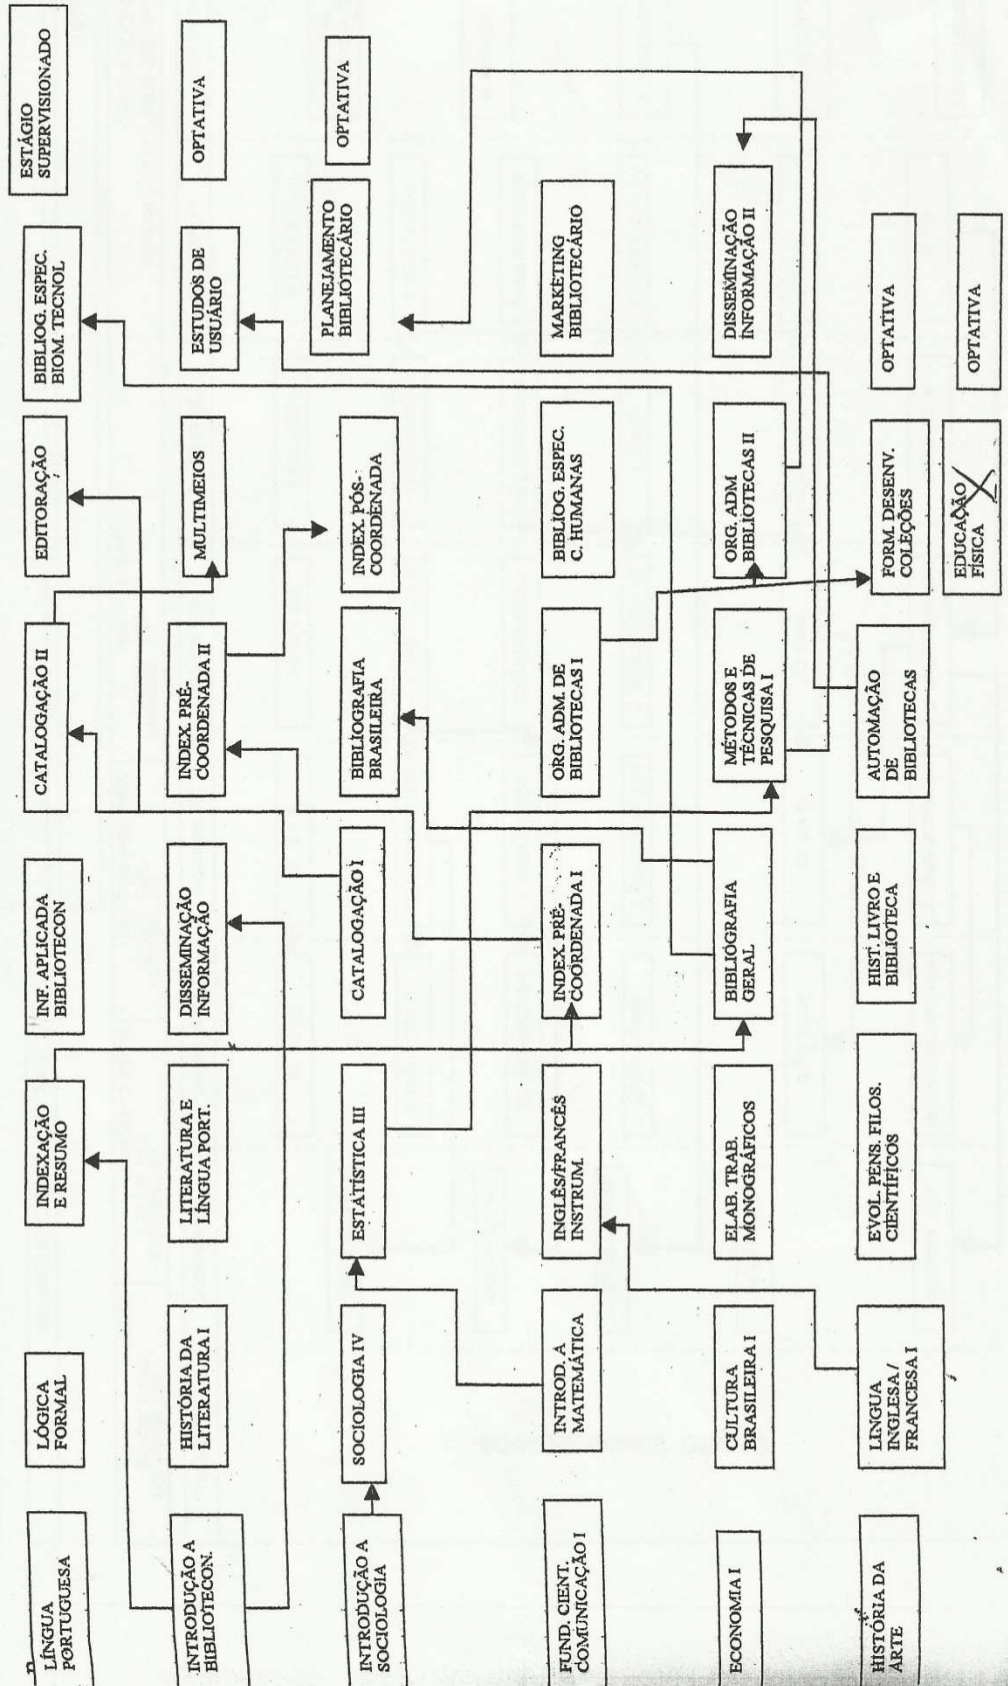 LÍNGUA
PORTUGUESA
LÓGICA
FORMAL
INDEXAÇÃO
E RESUMO
INF. APLICADA
BIBLIOTECON
CATALOGAÇÃO II
EDITORAÇÃO
BIBLIOG. ESPEC.
BIOM. TECNOL
ESTÁGIO
SUPERVISIONADO
INTRODUÇÃO A
BIBLIOTECON.
HISTÓRIA DA
LITERATURA I
LITERATURA E
LÍNGUA PORT.
DISSEMINAÇÃO
INFORMAÇÃO
INDEX. PRÉ-
COORDENADA II
MULTIMEIOS
ESTUDOS DE
USUÁRIO
OPTATIVA
INTRODUÇÃO A
SOCIOLOGIA
SOCIOLOGIA IV
ESTATÍSTICA III
CATALOGAÇÃO I
BIBLIOGRAFIA
BRASILEIRA
INDEX. PÓS-
COORDENADA
PLANEJAMENTO
BIBLIOTECÁRIO
OPTATIVA
FUND. CIENT.
COMUNICAÇÃO I
INTROD. A
MATEMÁTICA
INGLÊS/FRANCÊS
INSTRUM.
INDEX. PRÉ-
COORDENADA I
ORG. ADM. DE
BIBLIOTECAS I
BIBLIOG. ESPEC.
C. HUMANAS
MARKETING
BIBLIOTECÁRIO
ECONOMIA I
CULTURA
BRASILEIRA I
ELAB. TRAB.
MONOGRÁFICOS
BIBLIOGRAFIA
GERAL
MÉTODOS E
TÉCNICAS DE
PESQUISA I
ORG. ADM
BIBLIOTECAS II
DISSEMINAÇÃO
INFORMAÇÃO II
HISTÓRIA DA
ARTE
LINGUA
INGLESA /
FRANCESA I
EVOL. PENS. FILOS.
CIENTÍFICOS
HIST. LIVRO E
BIBLIOTECA
AUTOMAÇÃO
DE
BIBLIOTECAS
FORM. DESENV.
COLEÇÕES
OPTATIVA
EDUCAÇÃO
FÍSICA
OPTATIVA